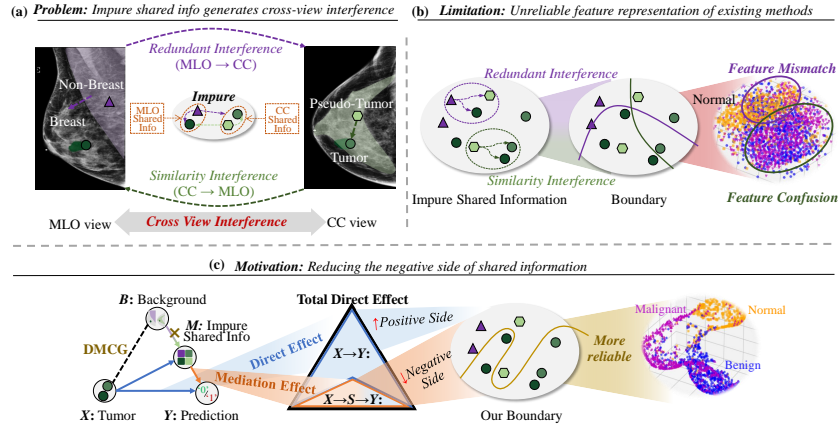 (a) Problem: Impure shared info generates cross-view interference
Redundant Interference
(MLO → CC)
Non-Breast
Breast
Impure
MLO
Shared
Info
CC
Shared
Info
Pseudo-Tumor
Tumor
Similarity Interference
(CC → MLO)
MLO view
Cross View Interference
CC view
(b) Limitation: Unreliable feature representation of existing methods
Redundant Interference
Feature Mismatch
Normal
Similarity Interference
Impure Shared Information
Boundary
Feature Confusion
(c) Motivation: Reducing the negative side of shared information
B: Background
M: Impure
Shared Info
DMCG
X: Tumor
Y: Prediction
0
1
Direct Effect
Mediation Effect
Total Direct Effect
X→Y:
X→S→Y:
↑Positive Side
↓Negative
Side
Our Boundary
More
reliable
Malignant
Normal
Benign